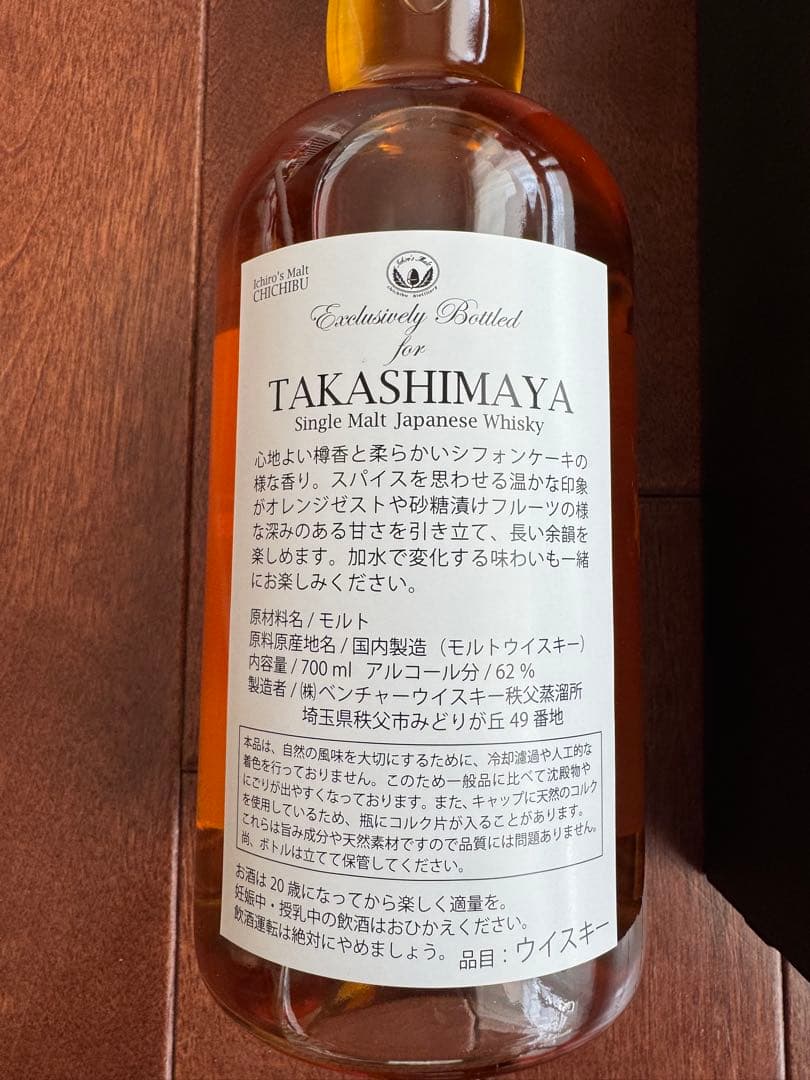 Ichiro's Malt
Chichibu Distillery
Ichiro's Malt
CHICHIBU
Exclusively Bottled
for
TAKASHIMAYA
Single Malt Japanese Whisky
心地よい樽香と柔らかいシフォンケーキの
様な香り。スパイスを思わせる温かな印象
がオレンジゼストや砂糖漬けフルーツの様
な深みのある甘さを引き立て、長い余韻を
楽しめます。加水で変化する味わいも一緒
にお楽しみください。
原材料名 / モルト
原料原産地名 / 国内製造（モルトウイスキー）
内容量 / 700 ml アルコール分 / 62 %
製造者 / ㈱ベンチャーウイスキー秩父蒸溜所
埼玉県秩父市みどりが丘 49 番地
本品は、自然の風味を大切にするために、冷却濾過や人工的な
着色を行っておりません。このため一般品に比べて沈殿物や
にごりが出やすくなっております。また、キャップに天然のコルク
を使用しているため、瓶にコルク片が入ることがあります。
これらは旨み成分や天然素材ですので品質には問題ありません。
尚、ボトルは立てて保管してください。
お酒は 20 歳になってから楽しく適量を。
妊娠中・授乳中の飲酒はおひかえください。
飲酒運転は絶対にやめましょう。 品目：ウイスキー